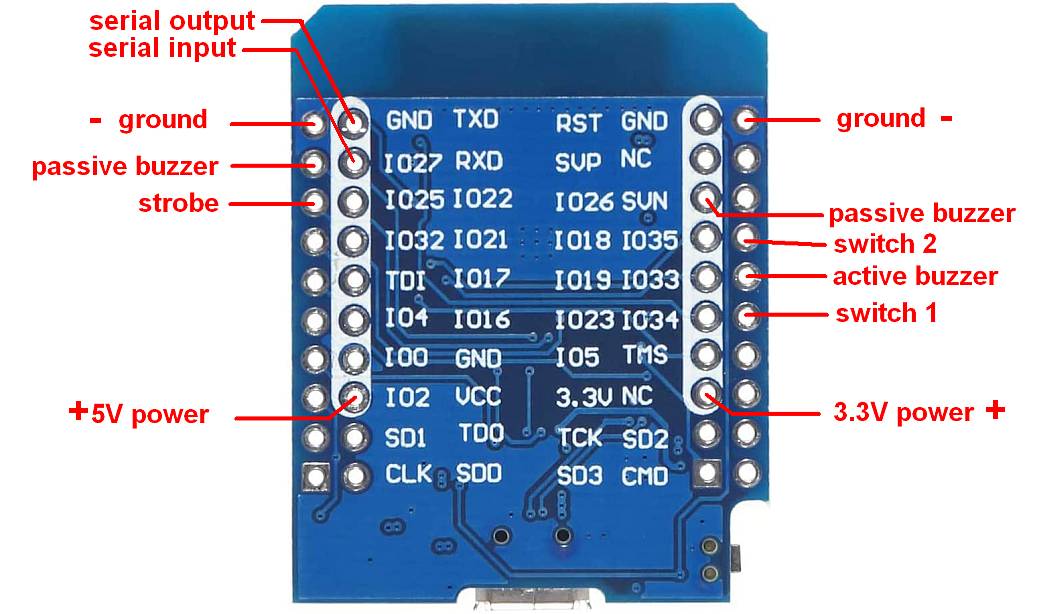 serial output
serial input
- ground
GND TXD RST GND
ground -
passive buzzer
IO27 RXD SVP NC
strobe
IO25 IO22 IO26 SVN
passive buzzer
IO32 IO21 IO18 IO35
switch 2
TDI IO17 IO19 IO33
active buzzer
IO4 IO16 IO23 IO34
switch 1
IO0 GND IO5 TMS
+5V power
IO2 VCC 3.3V NC
3.3V power +
SD1 TDO TCK SD2
CLK SDD SD3 CMD